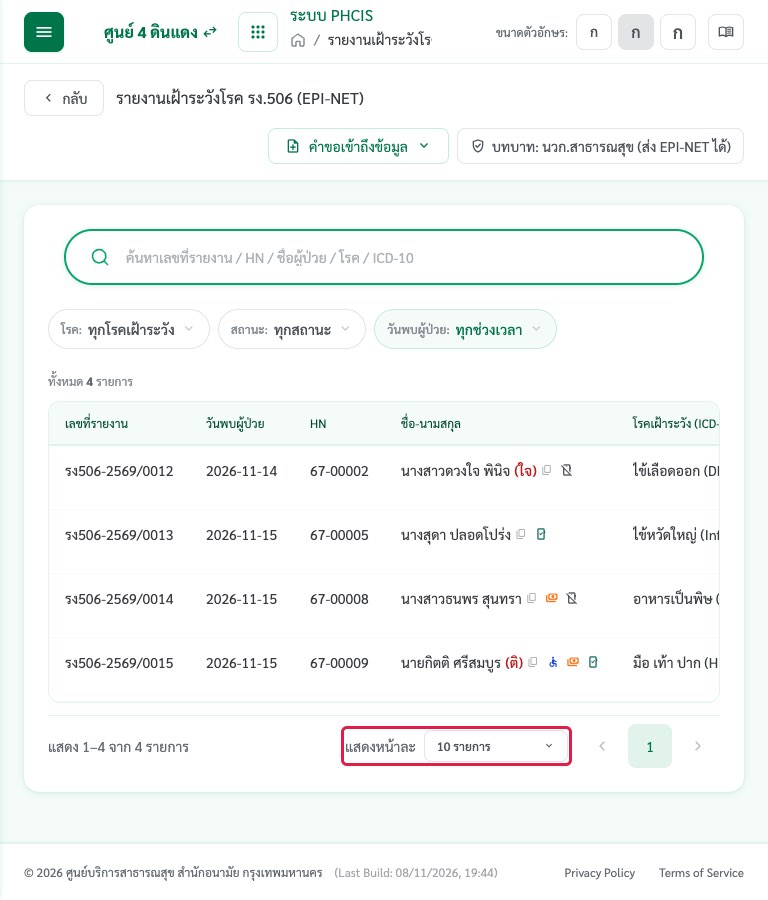 ศูนย์ 4 ดินแดง
ระบบ PHCIS
/ รายงานเฝ้าระวังโร
ขนาดตัวอักษร: ก ก ก
กลับ
รายงานเฝ้าระวังโรค รง.506 (EPI-NET)
คำขอเข้าถึงข้อมูล
บทบาท: นวก.สาธารณสุข (ส่ง EPI-NET ได้)
ค้นหาเลขที่รายงาน / HN / ชื่อผู้ป่วย / โรค / ICD-10
โรค: ทุกโรคเฝ้าระวัง
สถานะ: ทุกสถานะ
วันพบผู้ป่วย: ทุกช่วงเวลา
ทั้งหมด 4 รายการ
เลขที่รายงาน วันพบผู้ป่วย HN ชื่อ-นามสกุล โรคเฝ้าระวัง (ICD-
รง506-2569/0012 2026-11-14 67-00002 นางสาวดวงใจ พินิจ (ใจ) ไข้เลือดออก (D
รง506-2569/0013 2026-11-15 67-00005 นางสุดา ปลอดโปร่ง ไข้หวัดใหญ่ (Inf
รง506-2569/0014 2026-11-15 67-00008 นางสาวธนพร สุนทรา อาหารเป็นพิษ (
รง506-2569/0015 2026-11-15 67-00009 นายกิตติ ศรีสมบูร (ติ) มือ เท้า ปาก (H
แสดง 1–4 จาก 4 รายการ
แสดงหน้าละ 10 รายการ
1
© 2026 ศูนย์บริการสาธารณสุข สำนักอนามัย กรุงเทพมหานคร (Last Build: 08/11/2026, 19:44)
Privacy Policy Terms of Service